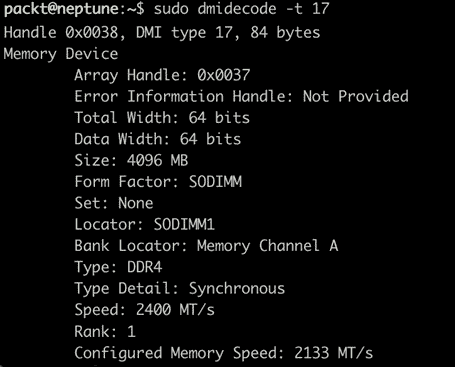 packt@neptune:~$ sudo dmidecode -t 17
Handle 0x0038, DMI type 17, 84 bytes
Memory Device
Array Handle: 0x0037
Error Information Handle: Not Provided
Total Width: 64 bits
Data Width: 64 bits
Size: 4096 MB
Form Factor: SODIMM
Set: None
Locator: SODIMM1
Bank Locator: Memory Channel A
Type: DDR4
Type Detail: Synchronous
Speed: 2400 MT/s
Rank: 1
Configured Memory Speed: 2133 MT/s